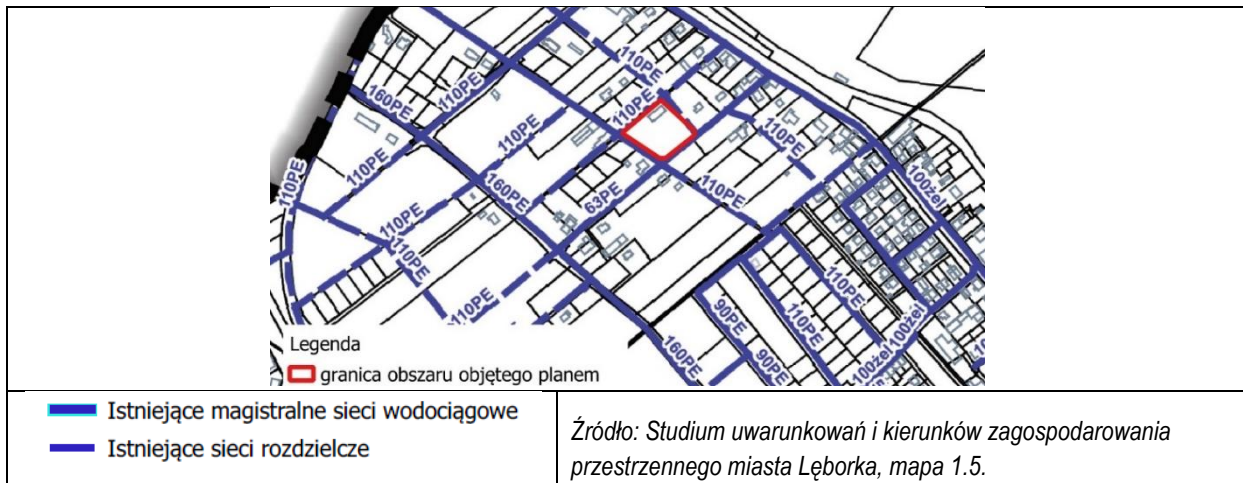 110PE
160PE
110PE
110PE
110PE
110PE
110PE
110PE
160PE
63PE
110PE
100żel
110PE
110PE
110PE
110PE
90PE
110PE
100żel
160PE
90PE
100żel
Legenda
granica obszaru objętego planem
Istniejące magistralne sieci wodociągowe
Istniejące sieci rozdzielcze
Źródło: Studium uwarunkowań i kierunków zagospodarowania
przestrzennego miasta Lęborka, mapa 1.5.